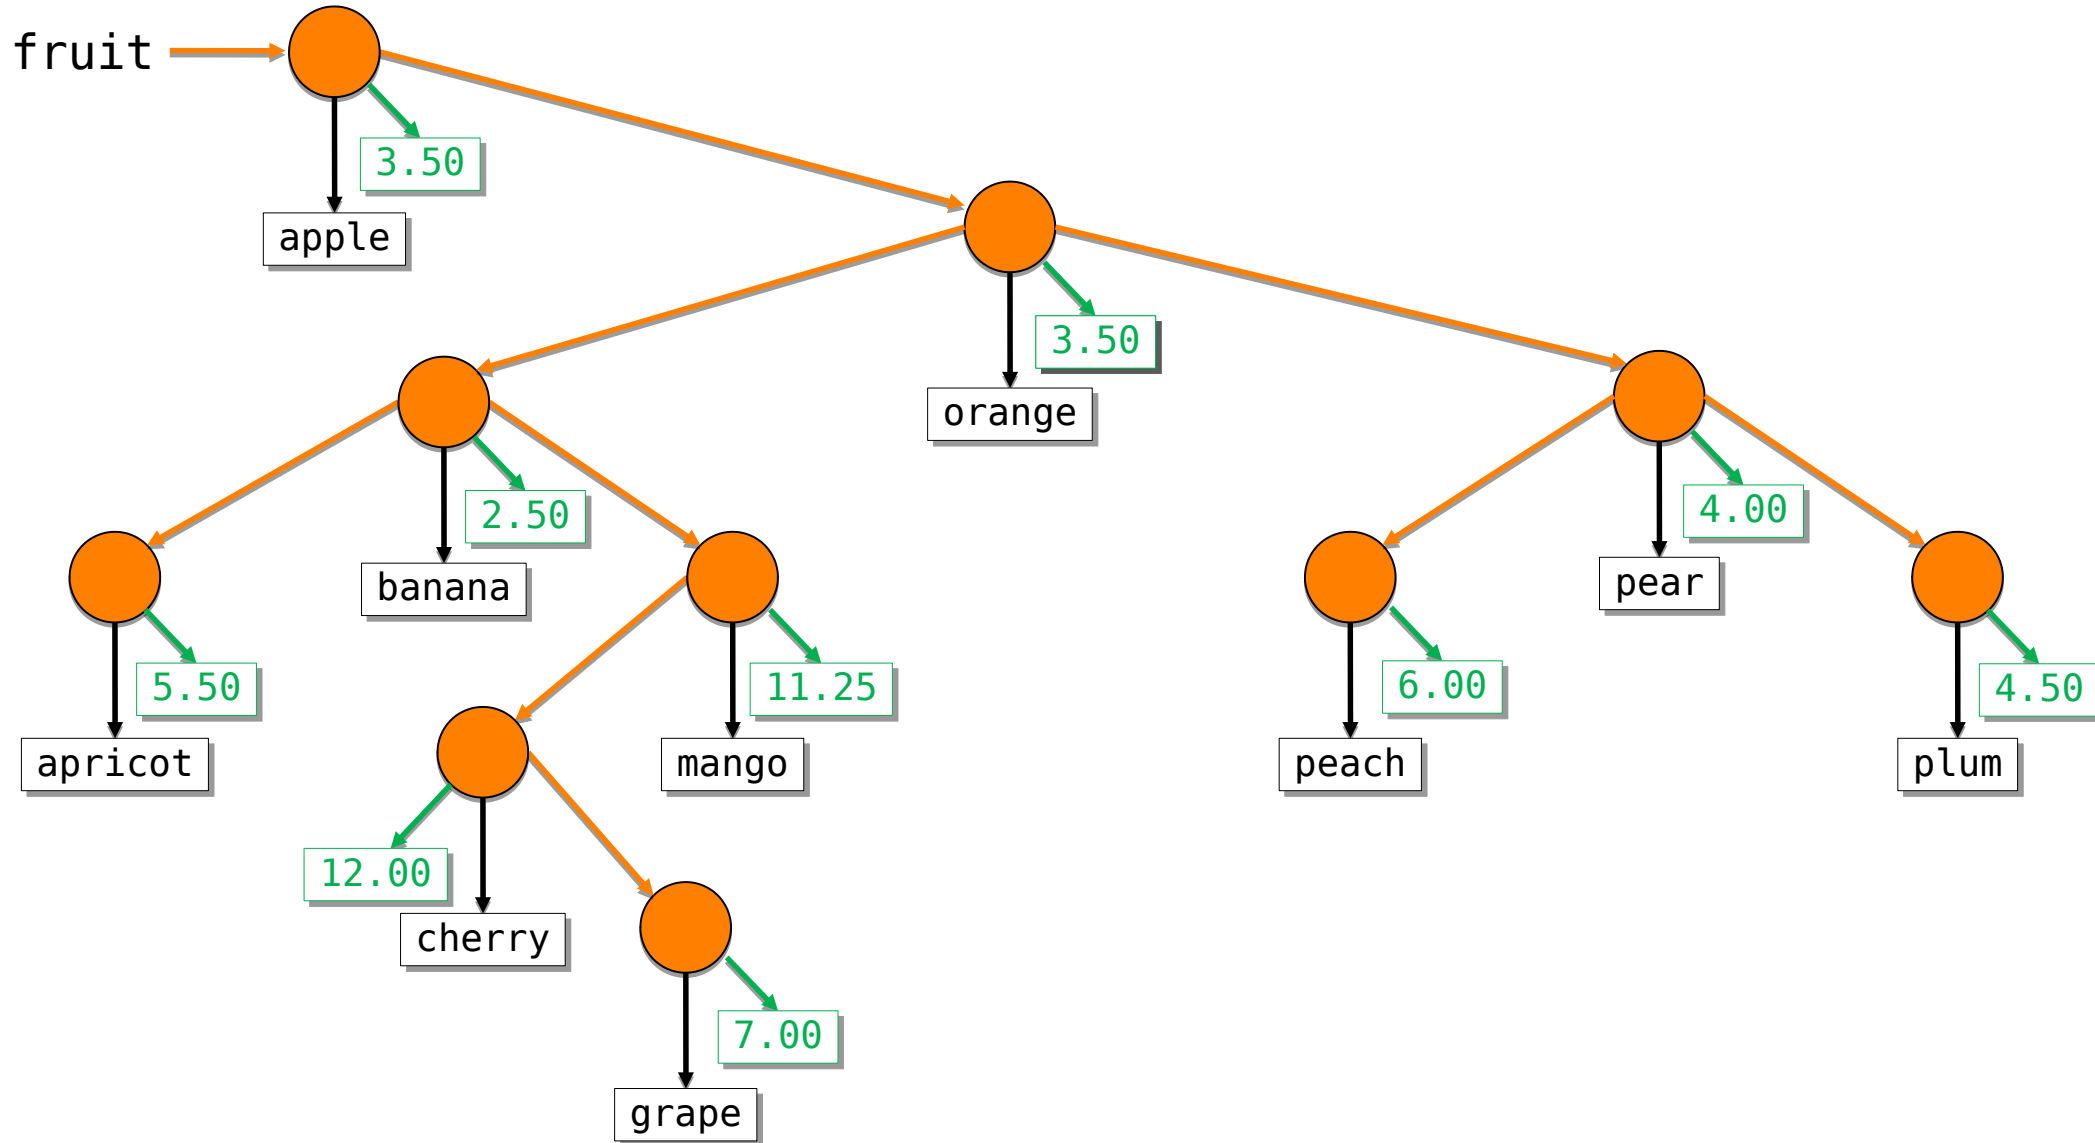 fruit
3.50
apple
3.50
orange
2.50
banana
4.00
pear
5.50
apricot
11.25
mango
6.00
peach
4.50
plum
12.00
cherry
7.00
grape